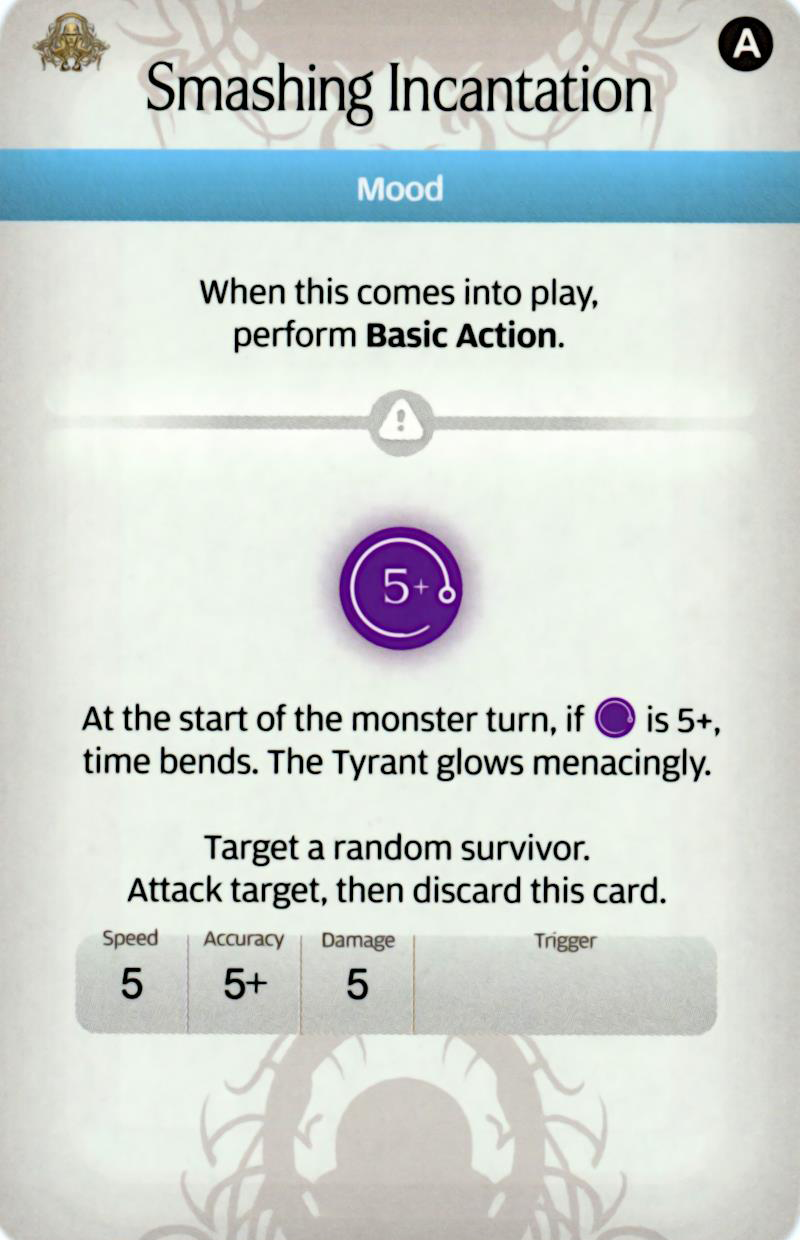 A
Smashing Incantation
Mood
When this comes into play,
perform Basic Action.
5+
At the start of the monster turn, if is 5+,
time bends. The Tyrant glows menacingly.
Target a random survivor.
Attack target, then discard this card.
Speed Accuracy Damage Trigger
5 5+ 5